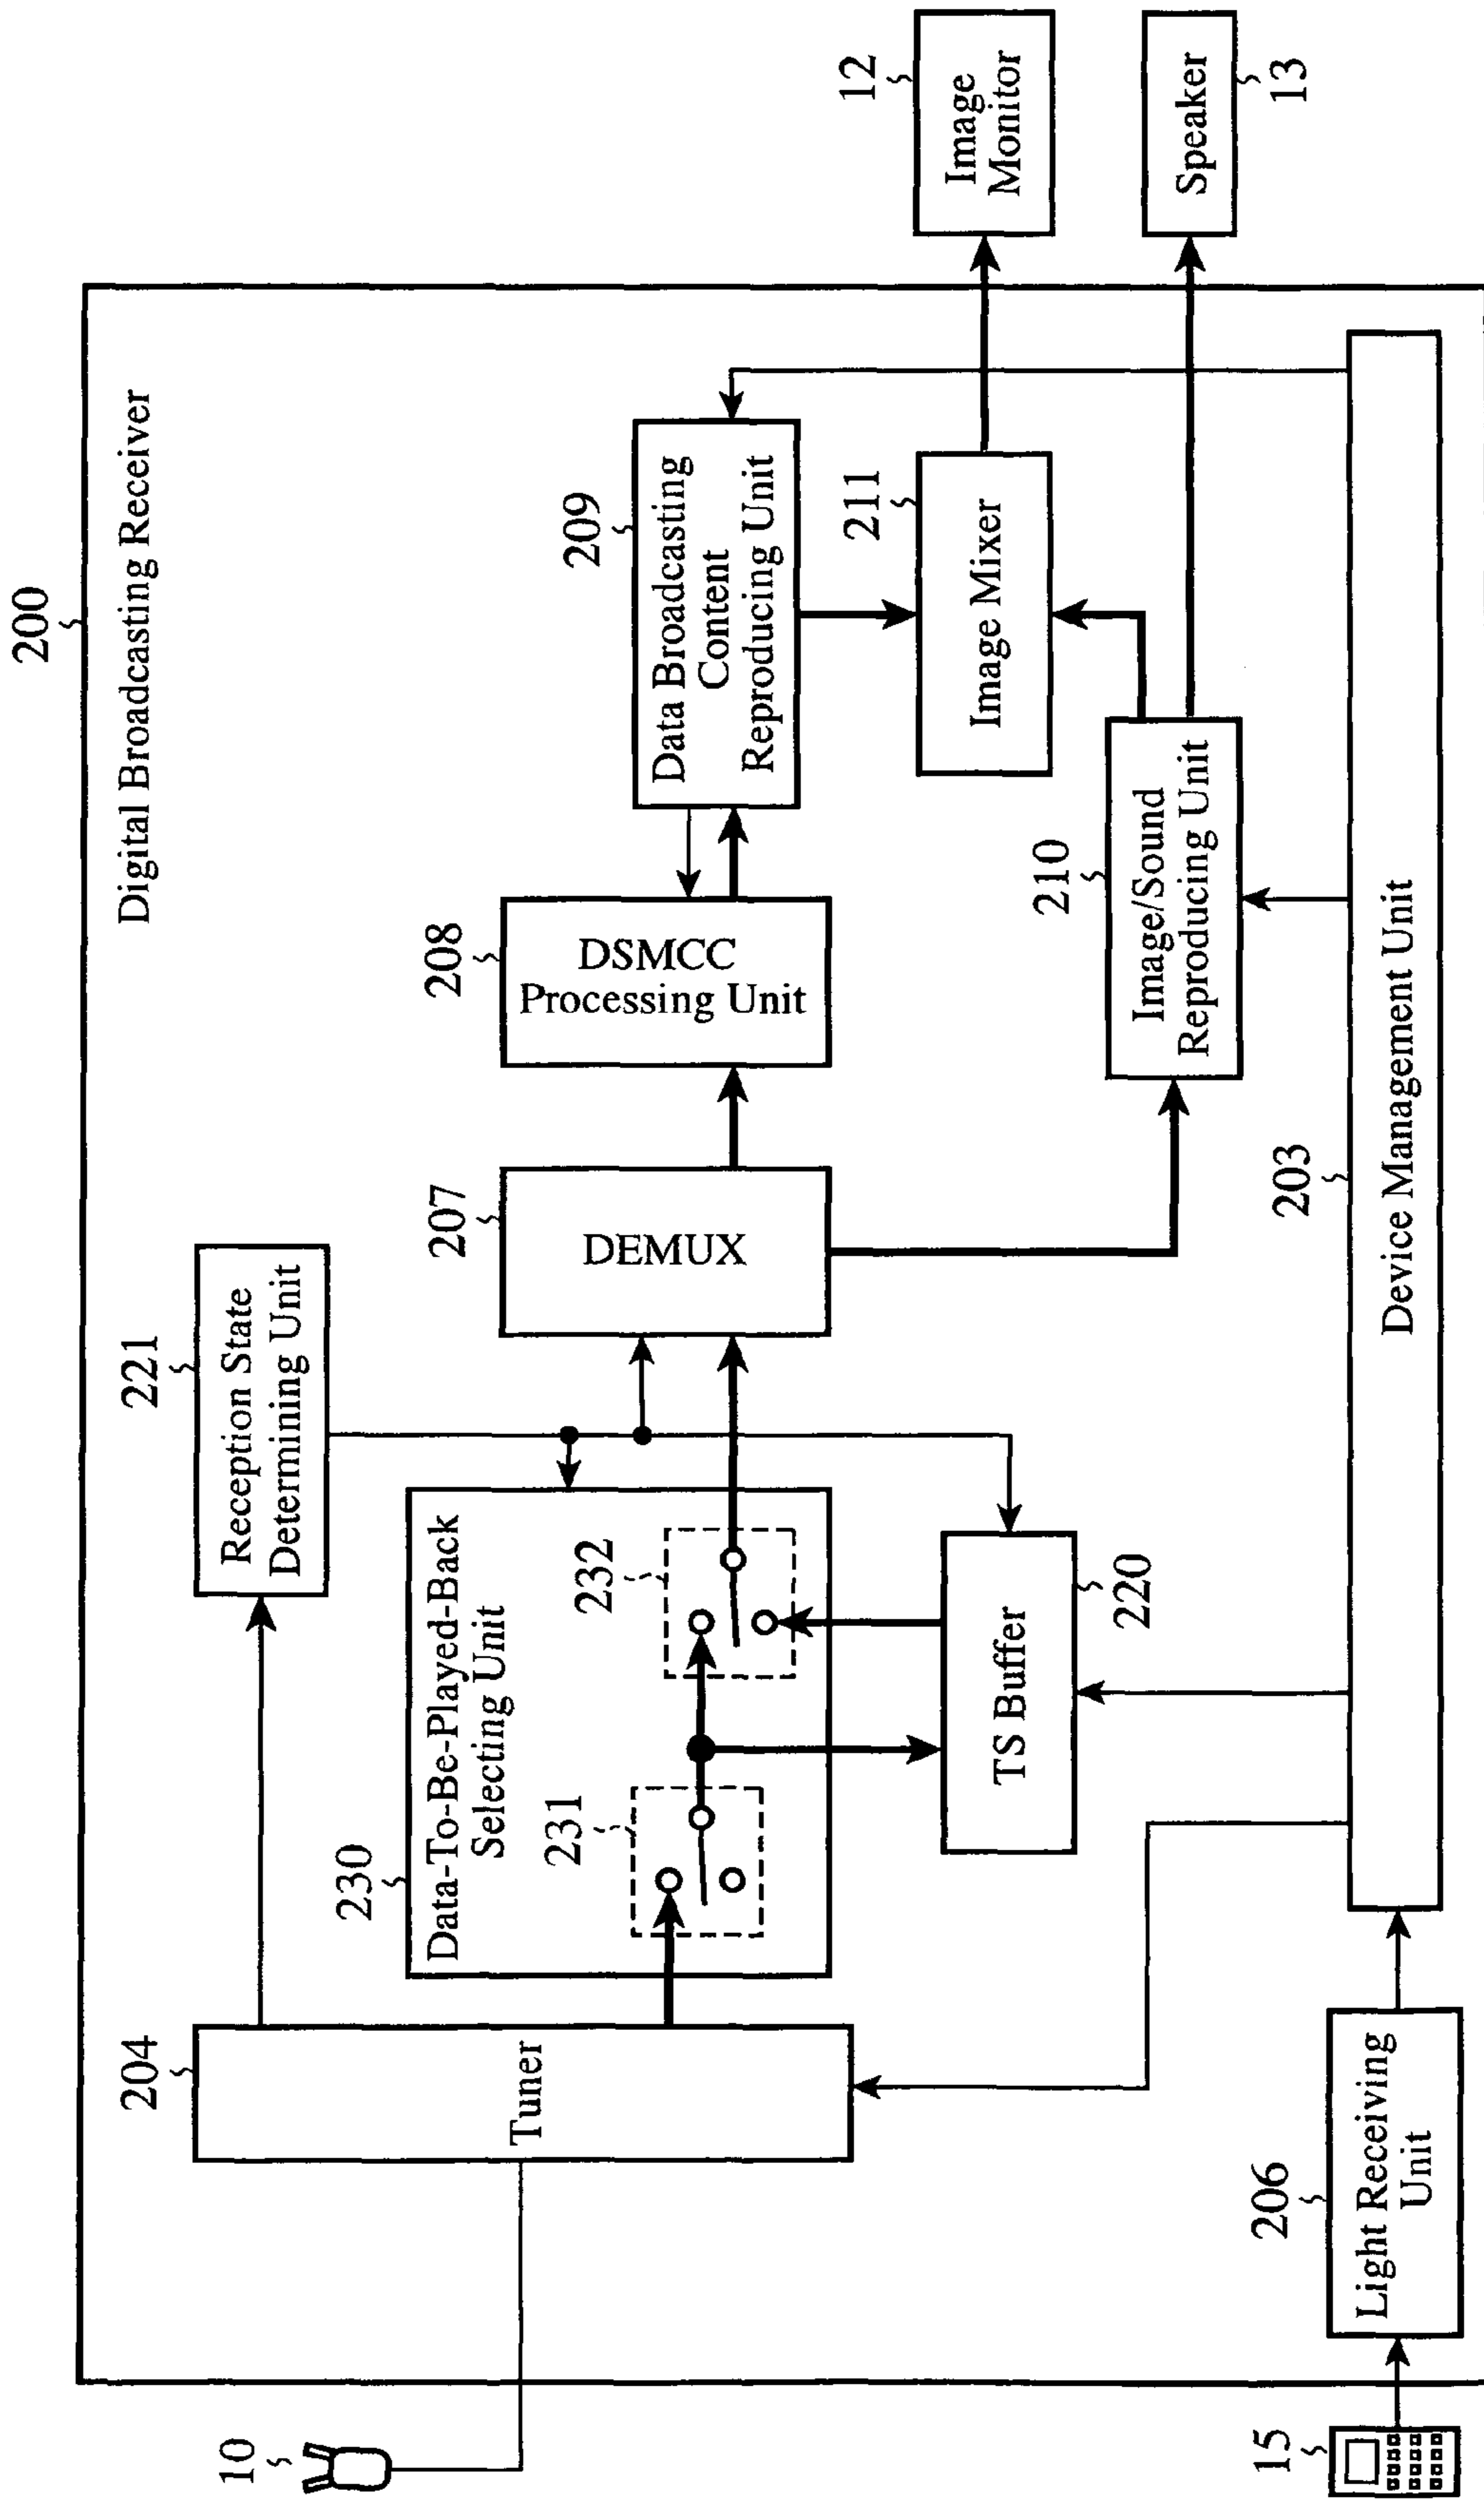 200
Digital Broadcasting Receiver
10
204
Tuner
221
Reception State
Determining Unit
230
Data-To-Be-Played-Back
Selecting Unit
231
232
220
TS Buffer
207
DEMUX
208
DSMCC
Processing Unit
209
Data Broadcasting
Content
Reproducing Unit
211
Image Mixer
210
Image/Sound
Reproducing Unit
12
Image
Monitor
Speaker
13
203
Device Management Unit
206
Light Receiving
Unit
15